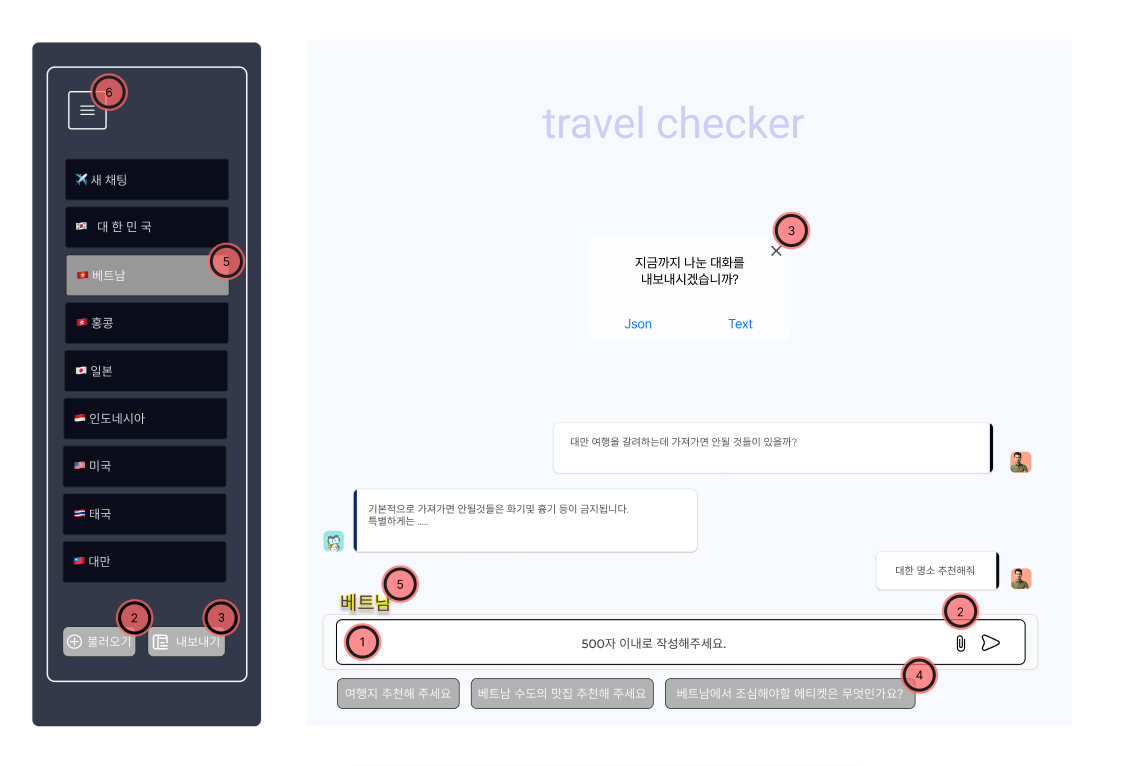 6
새 채팅
대 한 민 국
5
베트남
홍콩
일본
인도네시아
미국
태국
대만
2
3
불러오기
내보내기
travel checker
3
지금까지 나눈 대화를
내보내시겠습니까?
Json
Text
대만 여행을 갈려하는데 가져가면 안될 것들이 있을까?
기본적으로 가져가면 안될것들은 화기및 흉기 등이 금지됩니다.
특별하게는 .....
대한 명소 추천해줘
5
베트남
2
1
500자 이내로 작성해주세요.
4
여행지 추천해 주세요
베트남 수도의 맛집 추천해 주세요
베트남에서 조심해야할 에티켓은 무엇인가요?